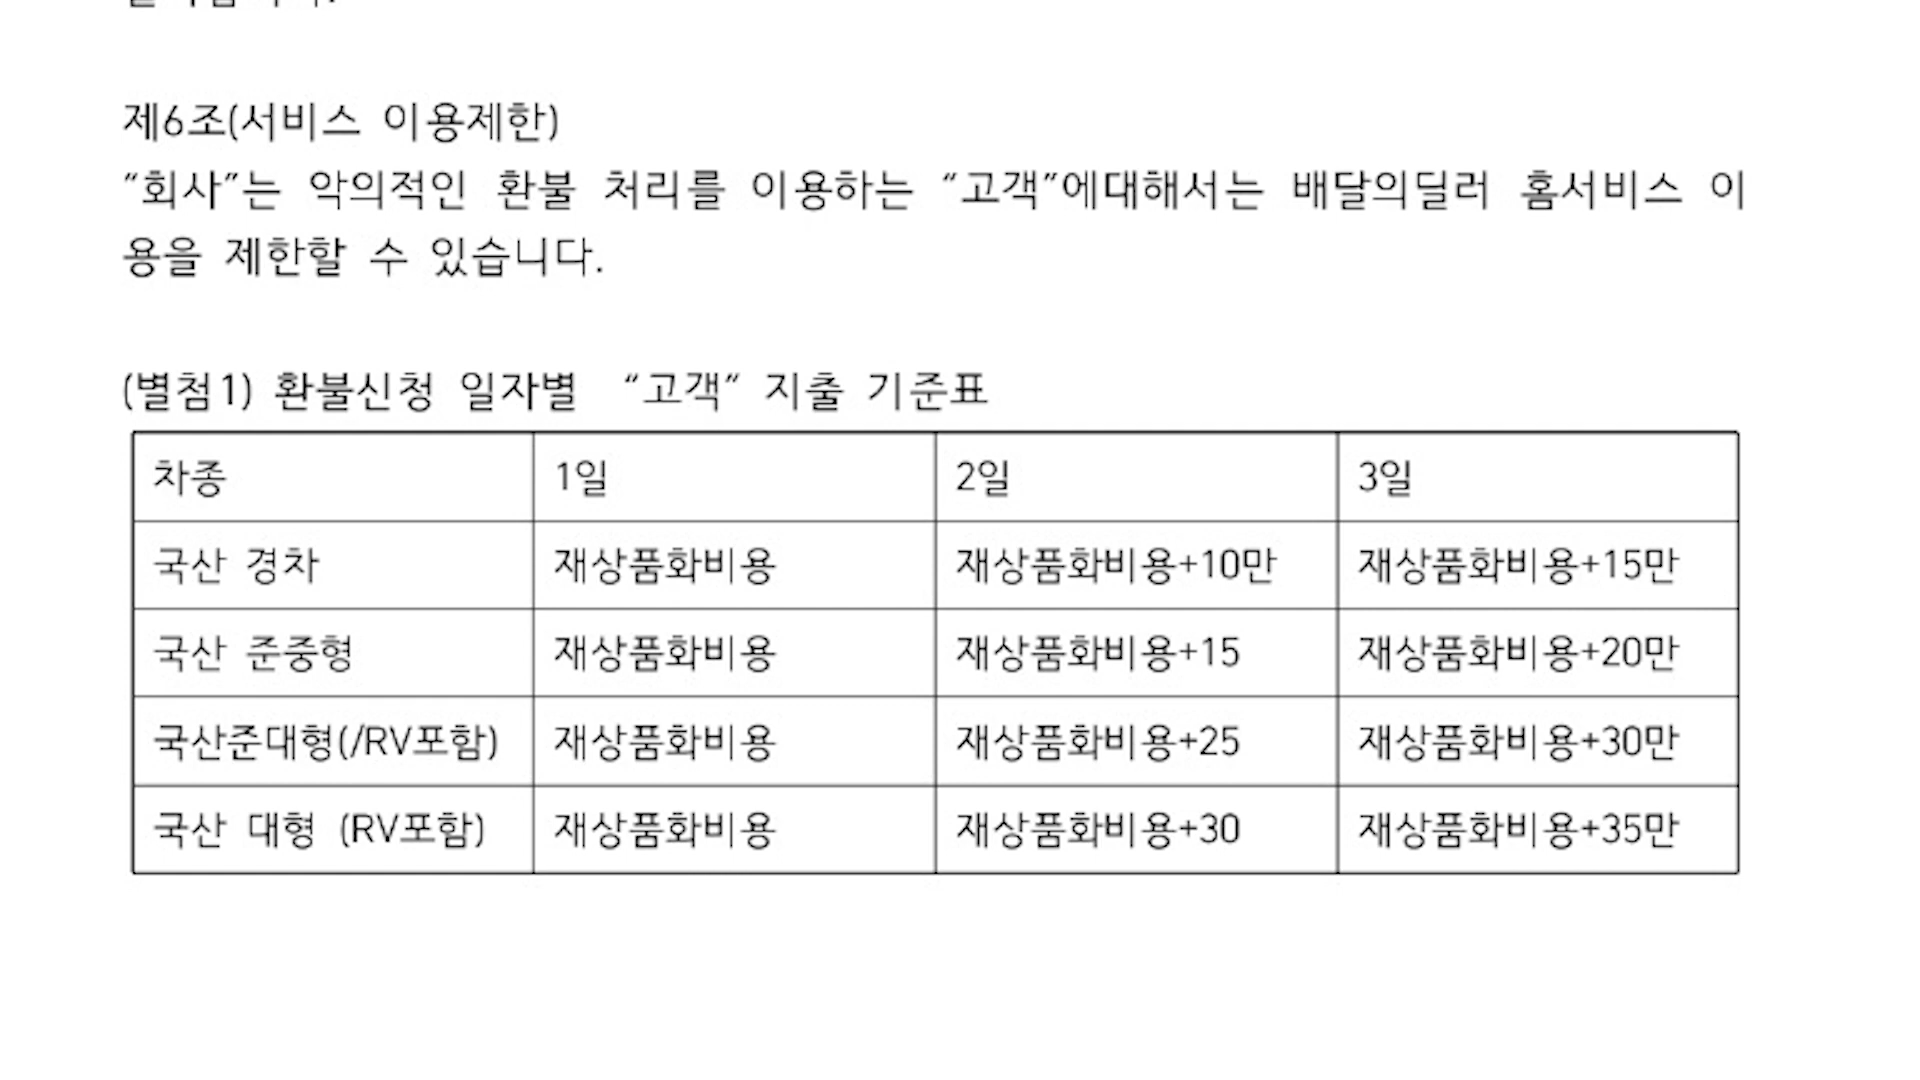 제6조(서비스 이용제한)
“회사”는 악의적인 환불 처리를 이용하는 “고객”에대해서는 배달의딜러 홈서비스 이
용을 제한할 수 있습니다.
(별첨1) 환불신청 일자별 “고객” 지출 기준표
차종 1일 2일 3일
국산 경차 재상품화비용 재상품화비용+10만 재상품화비용+15만
국산 준중형 재상품화비용 재상품화비용+15 재상품화비용+20만
국산준대형(/RV포함) 재상품화비용 재상품화비용+25 재상품화비용+30만
국산 대형 (RV포함) 재상품화비용 재상품화비용+30 재상품화비용+35만